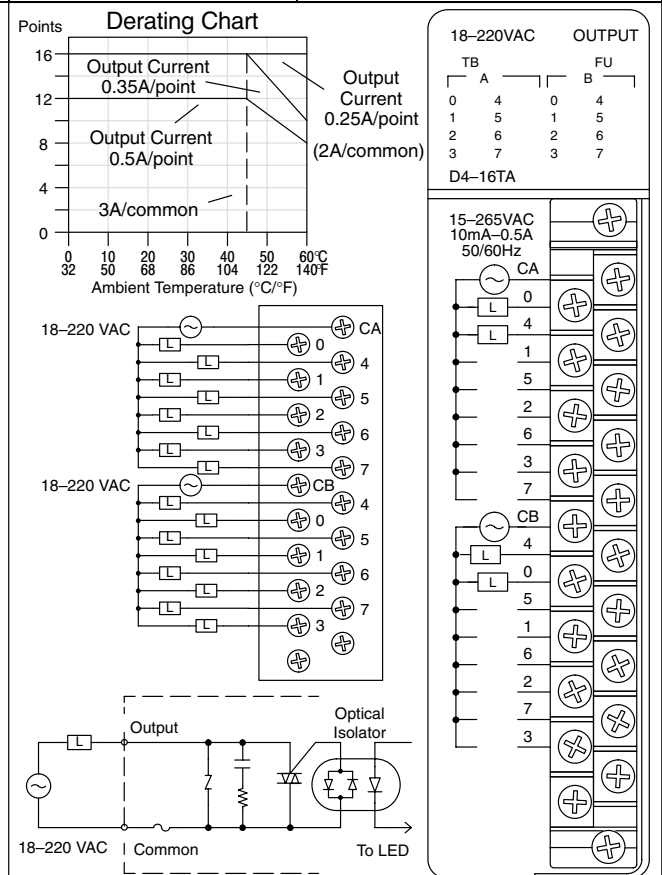 Derating Chart
Points
16
12
8
4
0
Output Current
0.35A/point
Output Current
0.5A/point
Output
Current
0.25A/point
(2A/common)
3A/common
0 10 20 30 40 50 60°C
32 50 68 86 104 122 140°F
Ambient Temperature (°C/°F)
18–220 VAC
CA
L
0
L
4
L
1
L
5
L
2
L
6
L
3
L
7
18–220 VAC
CB
L
4
L
0
L
5
L
1
L
6
L
2
L
7
L
3
Output
Optical
Isolator
L
18–220 VAC
Common
To LED
18–220VAC OUTPUT
TB FU
A B
0 4 0 4
1 5 1 5
2 6 2 6
3 7 3 7
D4–16TA
15–265VAC
10mA–0.5A
50/60Hz
CA
L
0
L
4
1
5
2
6
3
7
CB
L
4
L
0
5
1
6
2
7
3